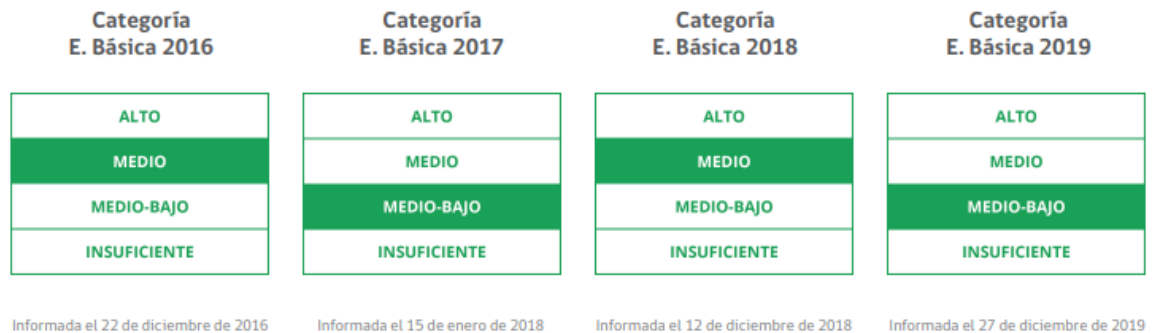 Categoría
E. Básica 2016
ALTO
MEDIO
MEDIO-BAJO
INSUFICIENTE
Informada el 22 de diciembre de 2016
Categoría
E. Básica 2017
ALTO
MEDIO
MEDIO-BAJO
INSUFICIENTE
Informada el 15 de enero de 2018
Categoría
E. Básica 2018
ALTO
MEDIO
MEDIO-BAJO
INSUFICIENTE
Informada el 12 de diciembre de 2018
Categoría
E. Básica 2019
ALTO
MEDIO
MEDIO-BAJO
INSUFICIENTE
Informada el 27 de diciembre de 2019